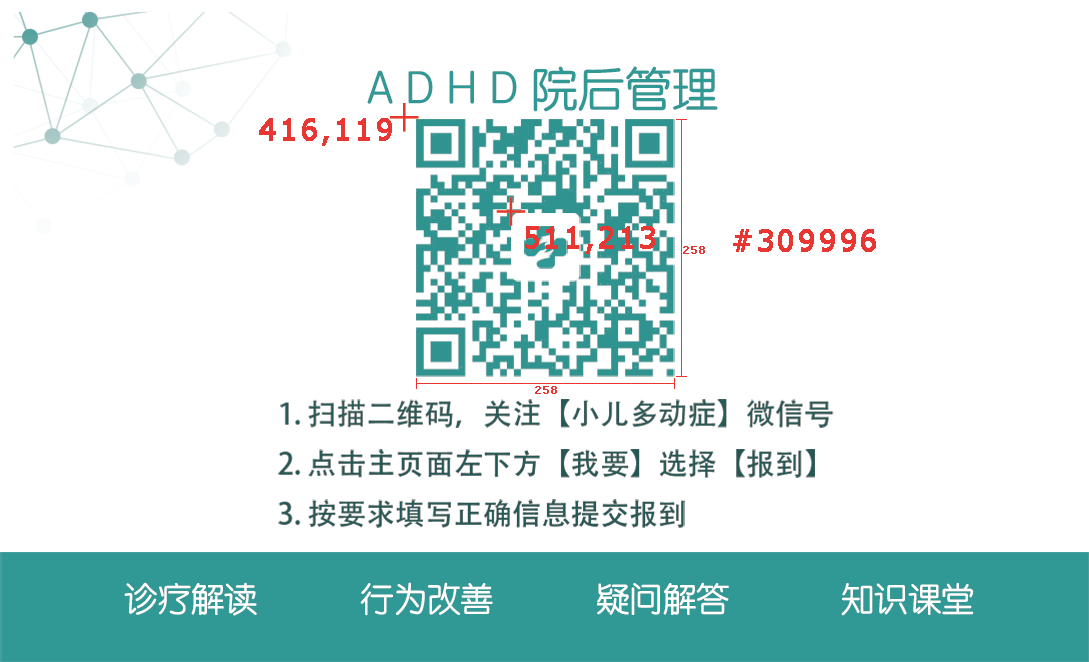 ADHD院后管理
416,119
511,213
#309996
258
258
1. 扫描二维码，关注【小儿多动症】微信号
2. 点击主页面左下方【我要】选择【报到】
3. 按要求填写正确信息提交报到
诊疗解读 行为改善 疑问解答 知识课堂